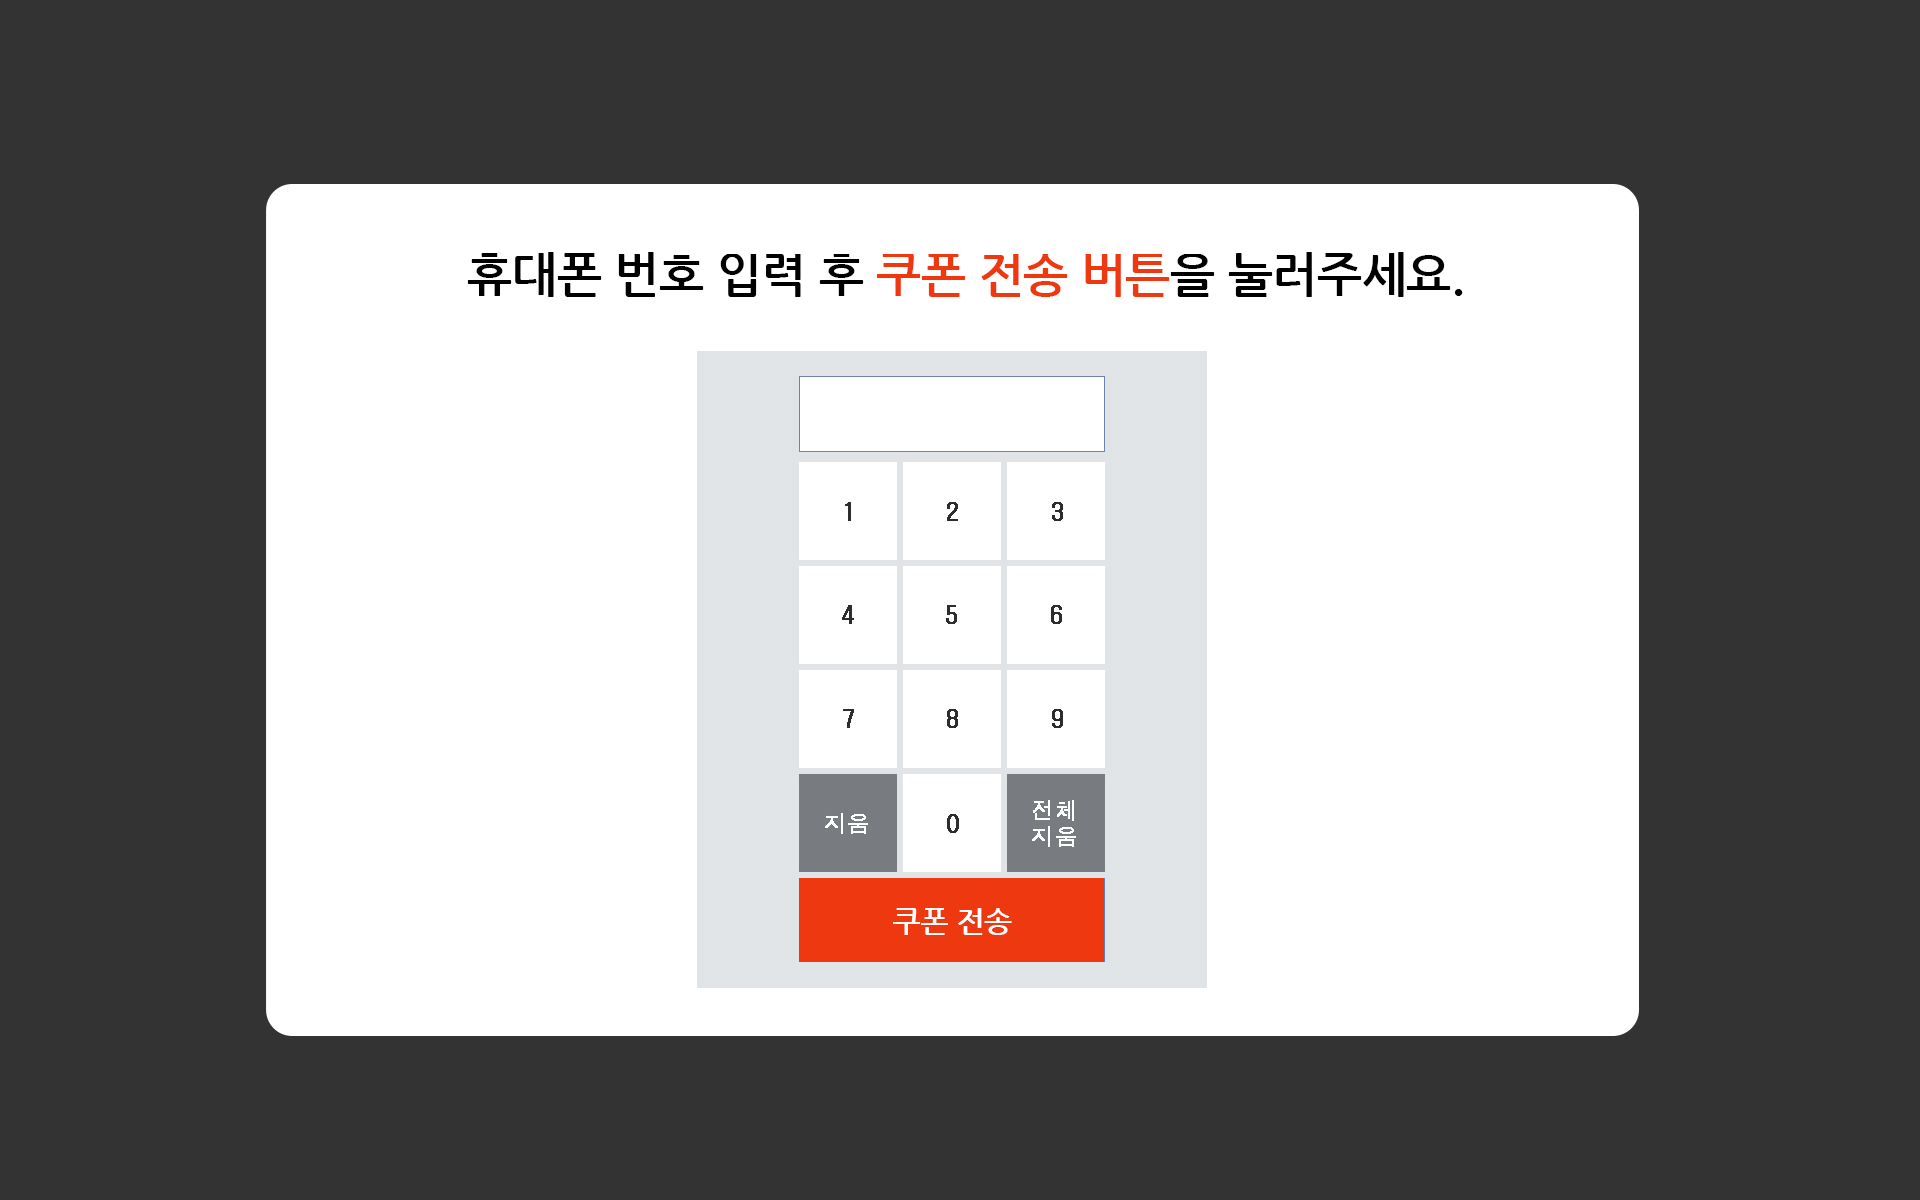 휴대폰 번호 입력 후 쿠폰 전송 버튼을 눌러주세요.
1 2 3
4 5 6
7 8 9
지움 0 전체
지움
쿠폰 전송